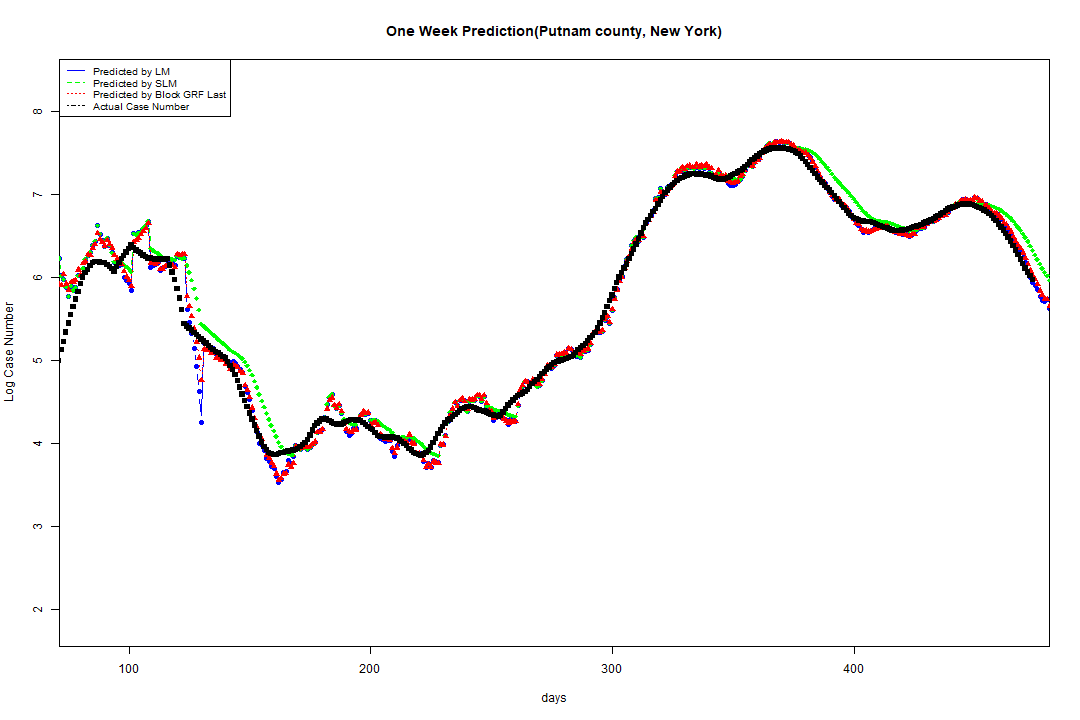 One Week Prediction(Putnam county, New York)
Predicted by LM
Predicted by SLM
Predicted by Block GRF Last
Actual Case Number
8
7
6
5
4
3
2
Log Case Number
100 200 300 400
days